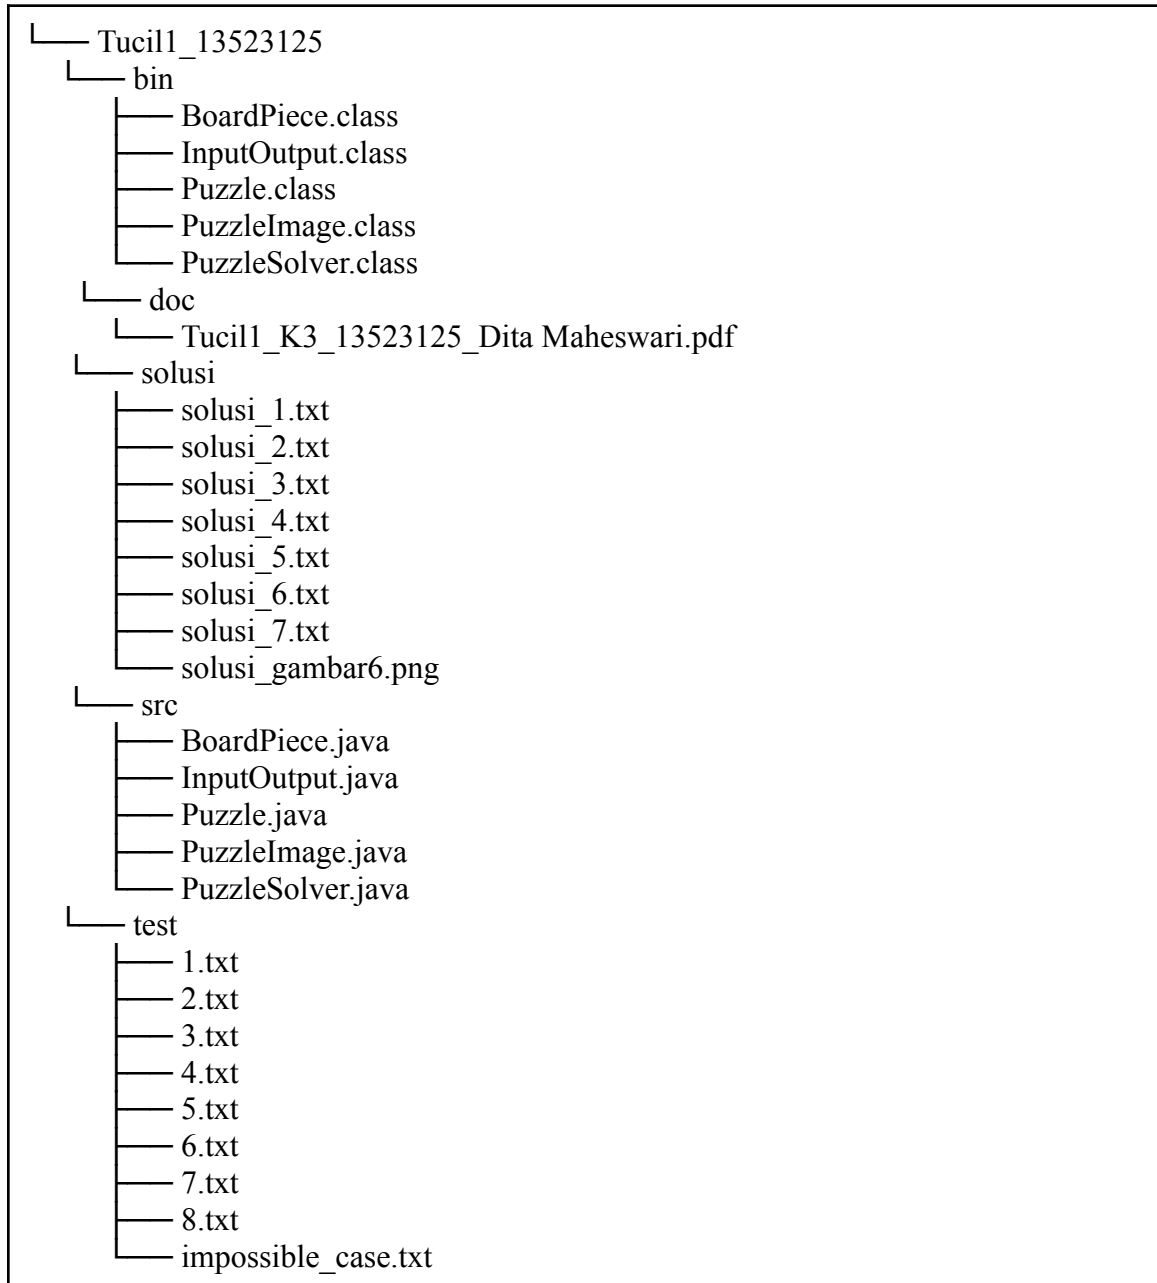 └── Tucil1_13523125
└── bin
├── BoardPiece.class
├── InputOutput.class
├── Puzzle.class
├── PuzzleImage.class
└── PuzzleSolver.class
└── doc
└── Tucil1_K3_13523125_Dita Maheswari.pdf
└── solusi
├── solusi_1.txt
├── solusi_2.txt
├── solusi_3.txt
├── solusi_4.txt
├── solusi_5.txt
├── solusi_6.txt
├── solusi_7.txt
└── solusi_gambar6.png
└── src
├── BoardPiece.java
├── InputOutput.java
├── Puzzle.java
├── PuzzleImage.java
└── PuzzleSolver.java
└── test
├── 1.txt
├── 2.txt
├── 3.txt
├── 4.txt
├── 5.txt
├── 6.txt
├── 7.txt
├── 8.txt
└── impossible_case.txt